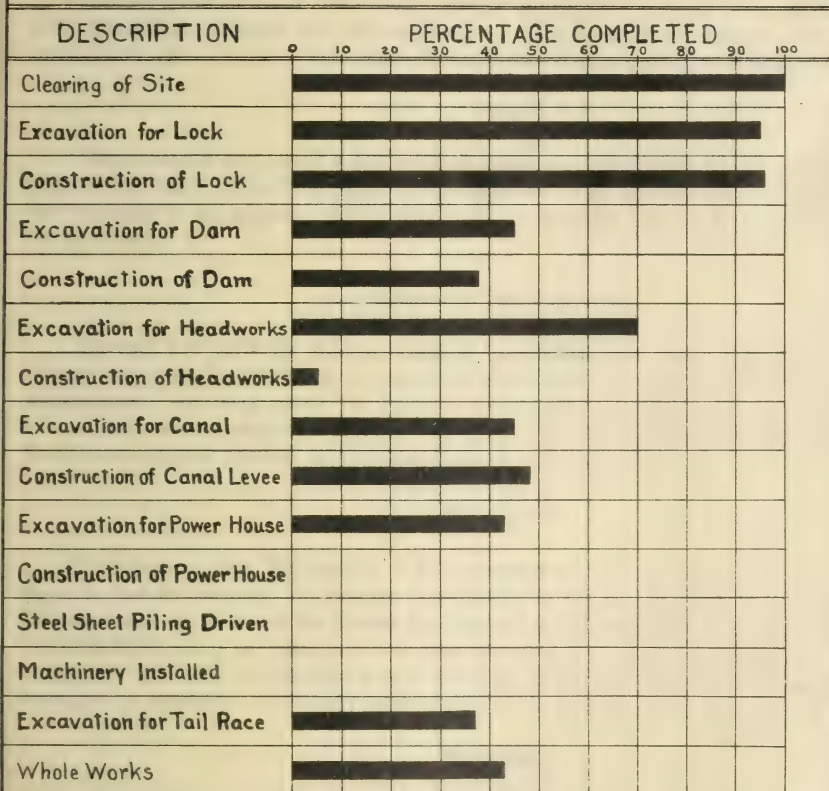 DESCRIPTION PERCENTAGE COMPLETED
0 10 20 30 40 50 60 70 80 90 100
Clearing of Site
Excavation for Lock
Construction of Lock
Excavation for Dam
Construction of Dam
Excavation for Headworks
Construction of Headworks
Excavation for Canal
Construction of Canal Levee
Excavation for Power House
Construction of Power House
Steel Sheet Piling Driven
Machinery Installed
Excavation for Tail Race
Whole Works